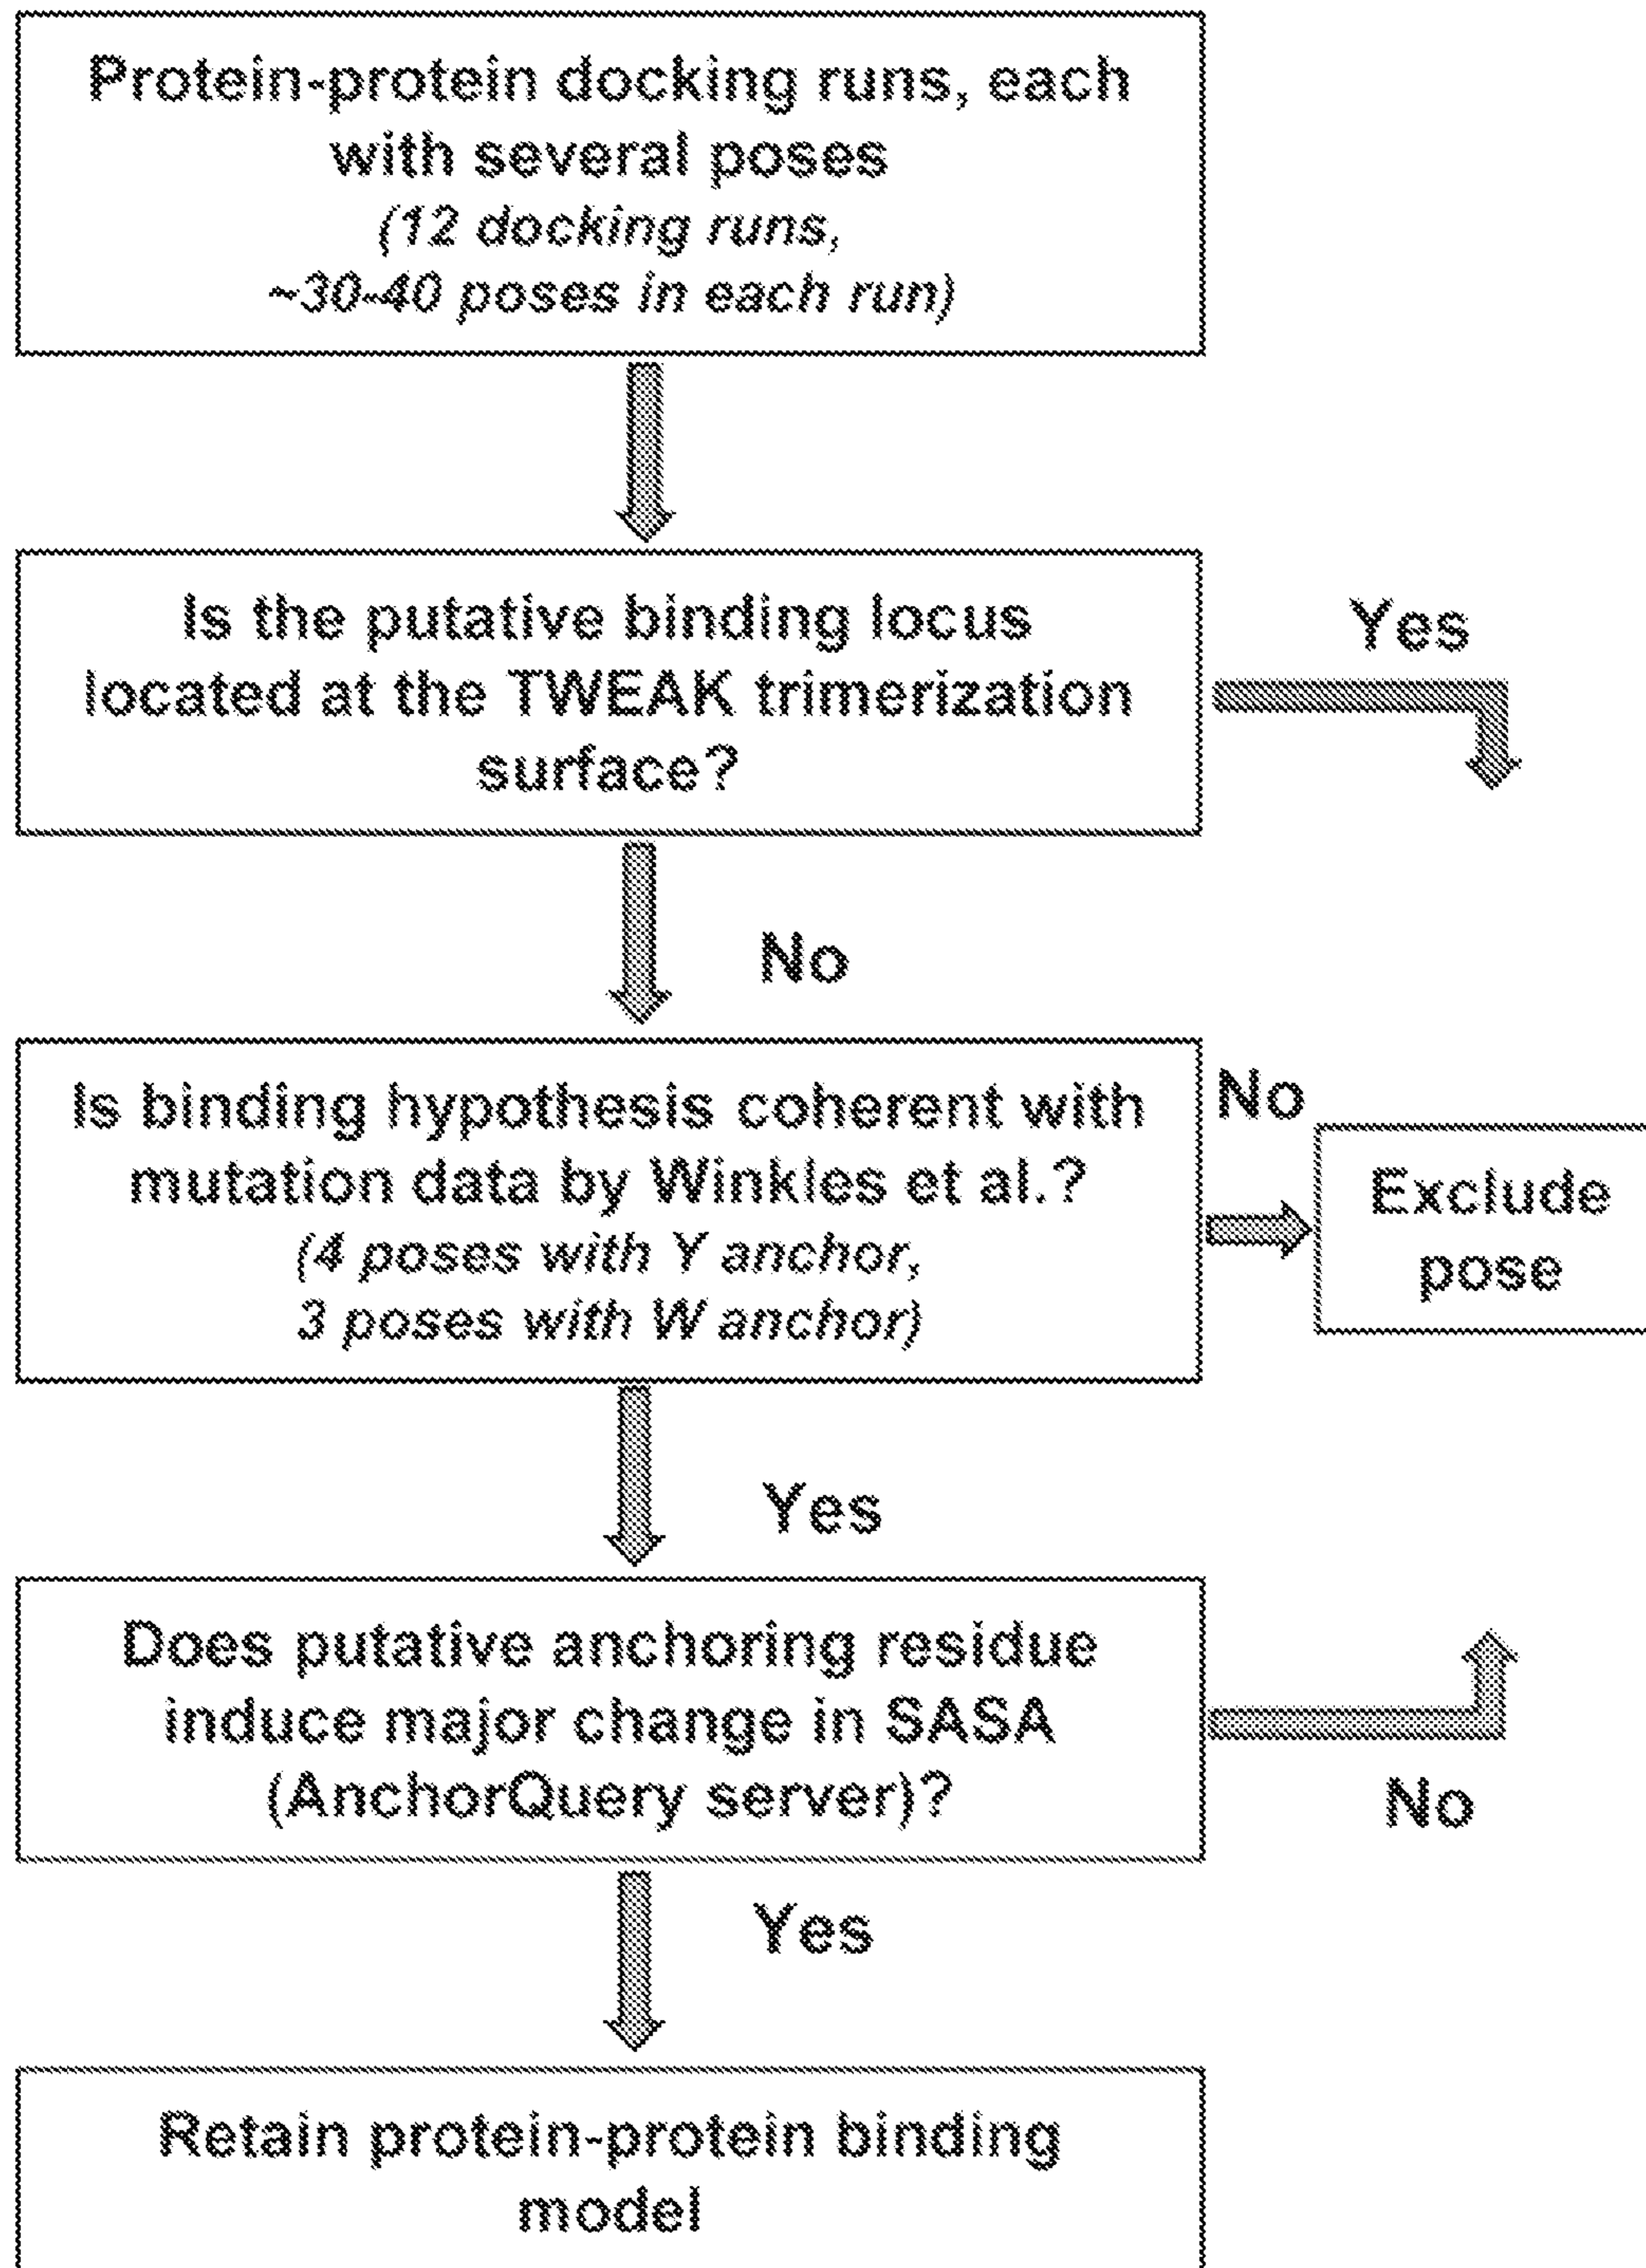 Protein-protein docking runs, each
with several poses
(12 docking runs,
~30-40 poses in each run)
Is the putative binding locus
located at the TWEAK trimerization
surface?
Yes
No
Is binding hypothesis coherent with
mutation data by Winkles et al.?
(4 poses with Y anchor,
3 poses with W anchor)
No
Exclude
pose
Yes
Does putative anchoring residue
induce major change in SASA
(AnchorQuery server)?
No
Yes
Retain protein-protein binding
model